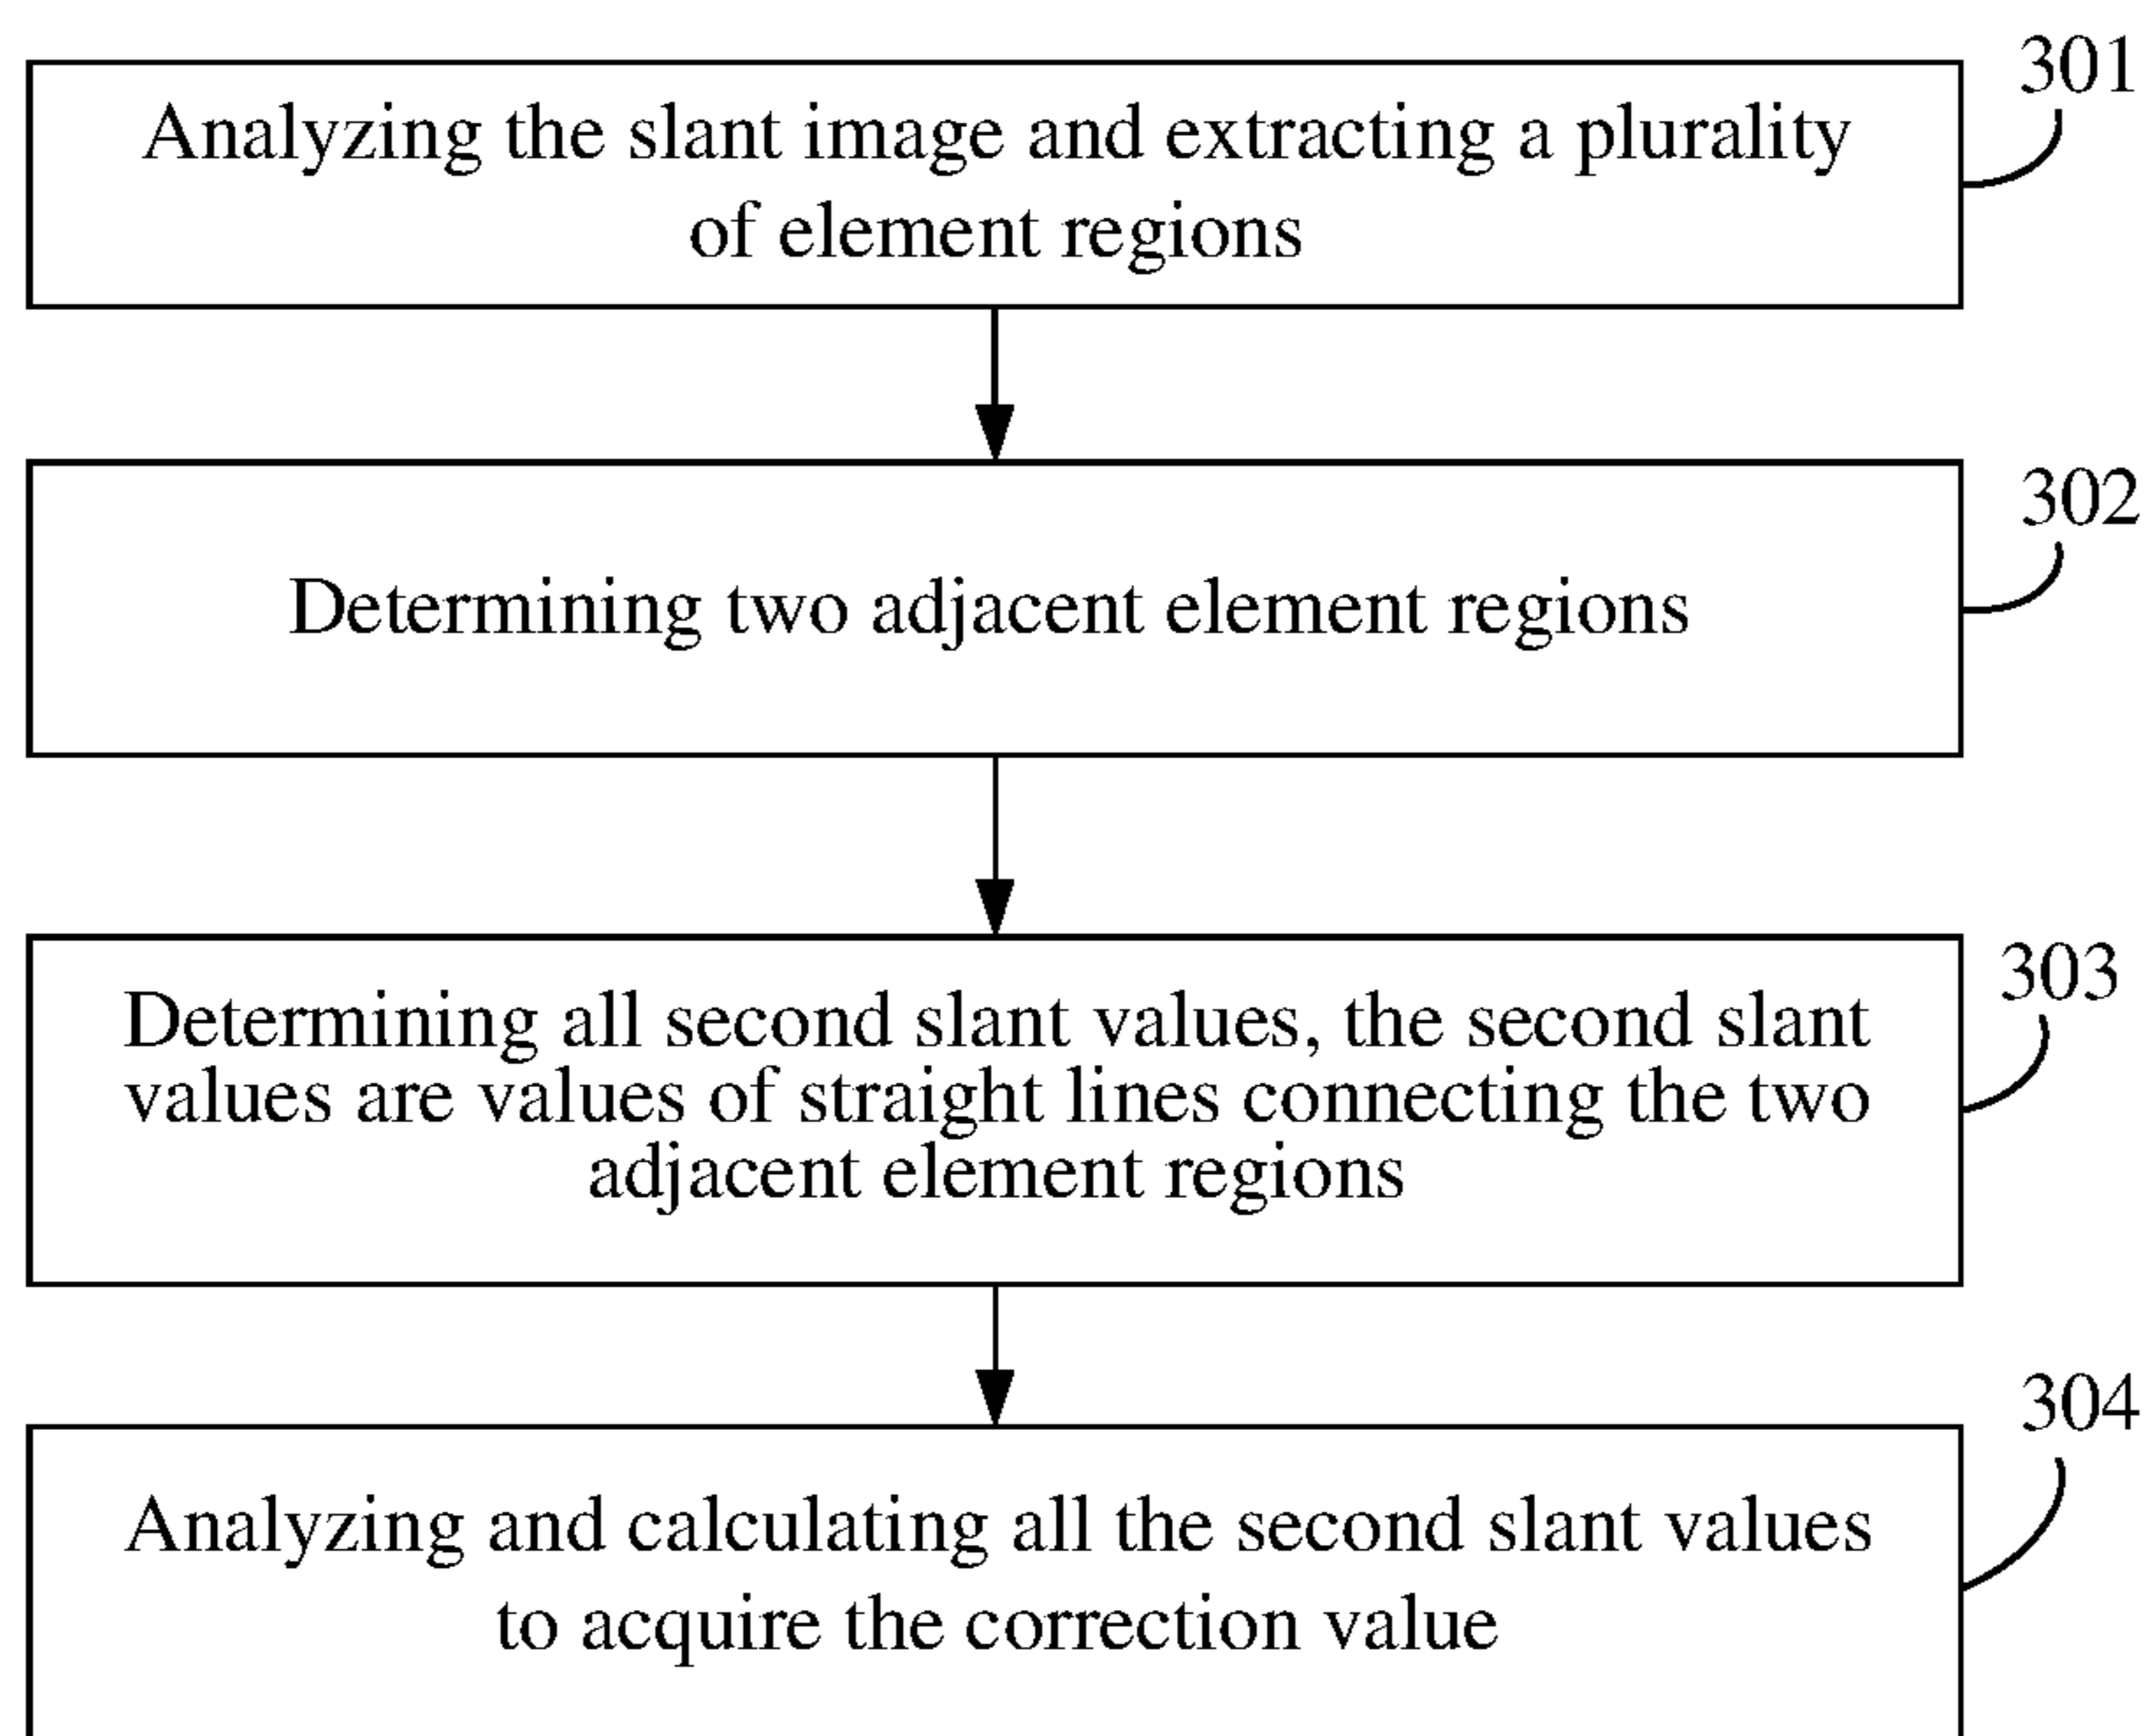 301
Analyzing the slant image and extracting a plurality
of element regions
302
Determining two adjacent element regions
303
Determining all second slant values, the second slant
values are values of straight lines connecting the two
adjacent element regions
304
Analyzing and calculating all the second slant values
to acquire the correction value